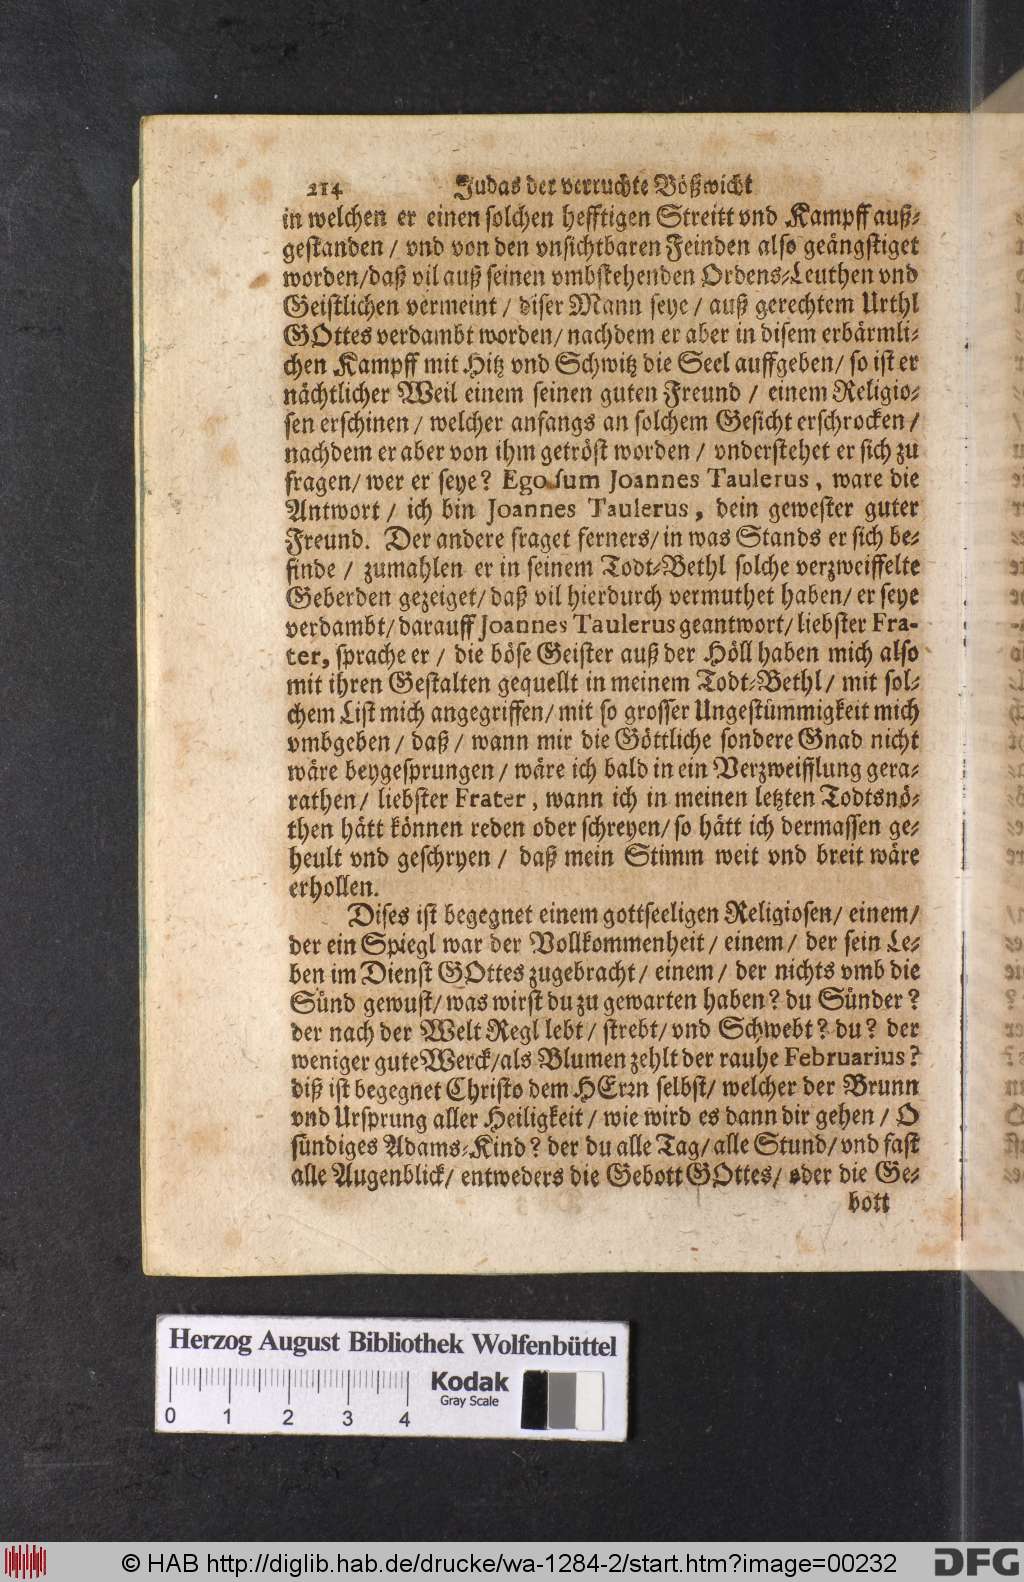 214 Judas der verruchte Bößwicht
in welchen er einen solchen hefftigen Streitt vnd Kampff auß-
gestanden / vnd von den vnsichtbaren Feinden also geängstiget
worden/daß vil auß seinen vmbstehenden Ordens-Leuthen vnd
Geistlichen vermeint / diser Mann seye / auß gerechtem Urthl
GOttes verdambt worden/ nachdem er aber in disem erbärmli-
chen Kampff mit Hitz vnd Schwitz die Seel auffgeben/ so ist er
nächtlicher Weil einem seinen guten Freund / einem Religio-
sen erschinen / welcher anfangs an solchem Gesicht erschrocken /
nachdem er aber von ihm getröst worden / vnderstehet er sich zu
fragen/ wer er seye? Ego sum Joannes Taulerus, ware die
Antwort / ich bin Joannes Taulerus, dein gewester guter
Freund. Der andere fraget ferners/ in was Stands er sich be-
finde / zumahlen er in seinem Todt-Bethl solche verzweiffelte
Geberden gezeiget/ daß vil hierdurch vermuthet haben/ er seye
verdambt/ darauff Joannes Taulerus geantwort/ liebster Fra-
ter, sprache er / die böse Geister auß der Höll haben mich also
mit ihren Gestalten gequellt in meinem Todt-Bethl / mit sol-
chem List mich angegriffen/ mit so grosser Ungestümmigkeit mich
vmbgeben / daß / wann mir die Göttliche sondere Gnad nicht
wäre beygesprungen / wäre ich bald in ein Verzweifflung gera-
rathen / liebster Frater, wann ich in meinen letzten Todtsnö-
then hätt können reden oder schreyen/ so hätt ich dermassen ge-
heult vnd geschryen / daß mein Stimm weit vnd breit wäre
erhollen.
Dises ist begegnet einem gottseeligen Religiosen/ einem/
der ein Spiegl war der Vollkommenheit / einem / der sein Le-
ben im Dienst GOttes zugebracht/ einem / der nichts vmb die
Sünd gewust/ was wirst du zu gewarten haben? du Sünder?
der nach der Welt Regl lebt / strebt/ vnd Schwebt? du? der
weniger gute Werck/als Blumen zehlt der rauhe Februarius?
diß ist begegnet Christo dem HErrn selbst/ welcher der Brunn
vnd Ursprung aller Heiligkeit / wie wird es dann dir gehen / O
sündiges Adams-Kind? der du alle Tag/ alle Stund/ vnd fast
alle Augenblick/ entweders die Gebott GOttes/ oder die Ge-
bott
Herzog August Bibliothek Wolfenbüttel
0 1 2 3 4
Kodak
Gray Scale
© HAB http://diglib.hab.de/drucke/wa-1284-2/start.htm?image=00232
DFG